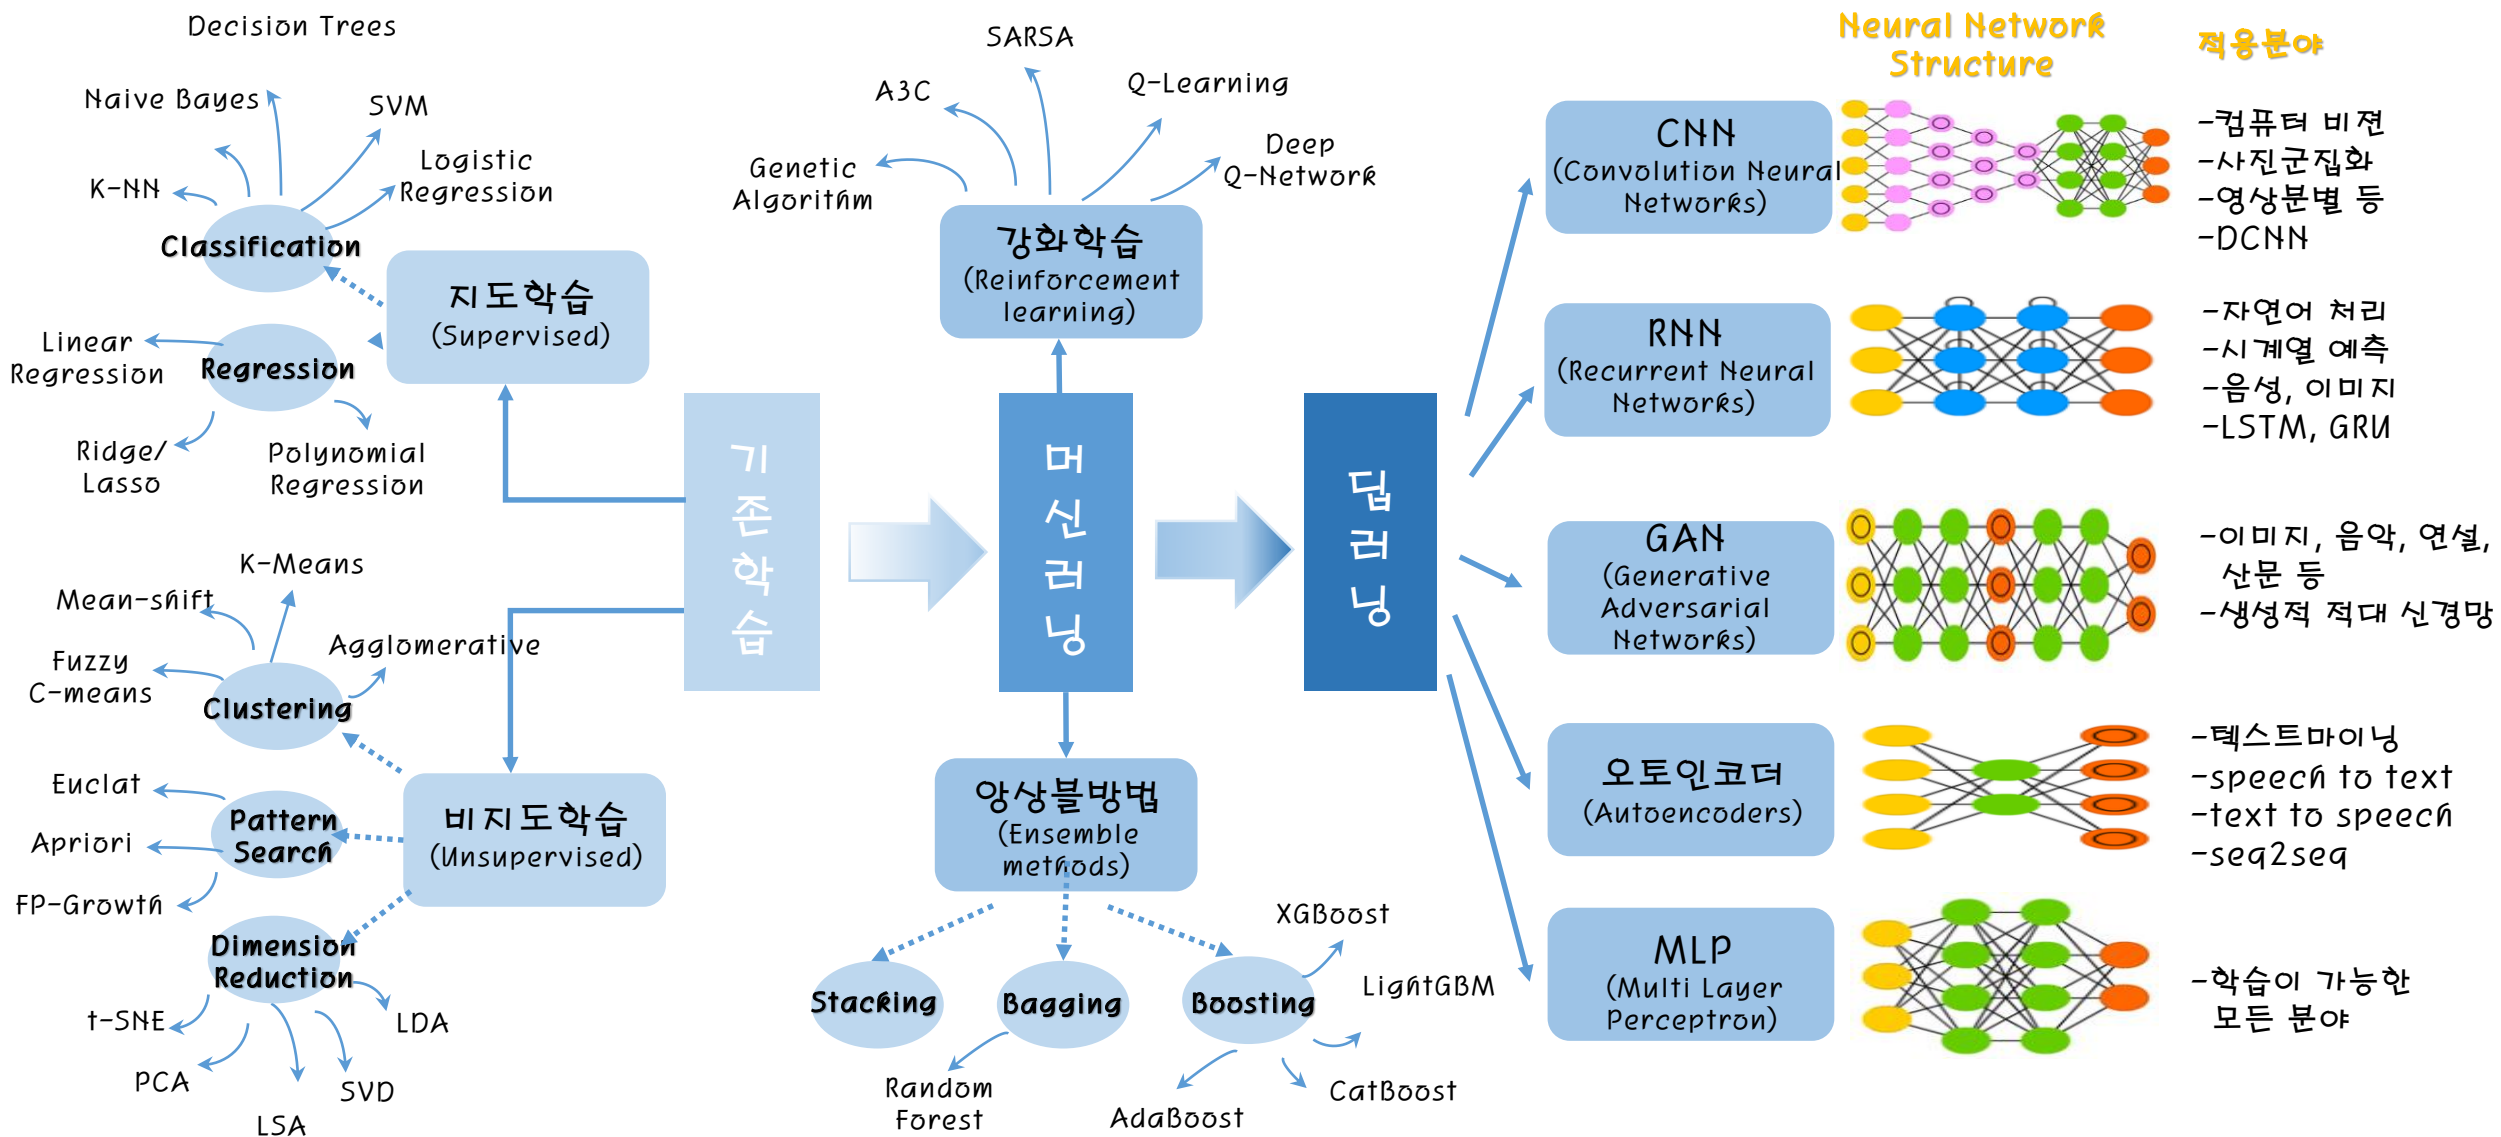 Decision Trees
Naive Bayes
SVM
K-NN
Logistic
Regression
Classification
지도학습
(Supervised)
Linear
Regression
Regression
Ridge/
Lasso
Polynomial
Regression
K-Means
Mean-shift
Agglomerative
Fuzzy
C-means
Clustering
Euclat
Pattern
Search
Apriori
FP-Growth
비지도학습
(Unsupervised)
Dimension
Reduction
t-SNE
LDA
PCA
SVD
LSA
기존학습
SARSA
A3C
Q-Learning
Genetic
Algorithm
Deep
Q-Network
강화학습
(Reinforcement
learning)
머신러닝
앙상블방법
(Ensemble
methods)
Stacking
Bagging
Boosting
XGBoost
LightGBM
Random
Forest
AdaBoost
CatBoost
딥러닝
Neural Network
Structure
적용분야
CNN
(Convolution Neural
Networks)
-컴퓨터 비젼
-사진군집화
-영상분별 등
-DCNN
RNN
(Recurrent Neural
Networks)
-자연어 처리
-시계열 예측
-음성, 이미지
-LSTM, GRU
GAN
(Generative
Adversarial
Networks)
-이미지, 음악, 연설,
산문 등
-생성적 적대 신경망
오토인코더
(Autoencoders)
-텍스트마이닝
-speech to text
-text to speech
-seq2seq
MLP
(Multi Layer
Perceptron)
-학습이 가능한
모든 분야